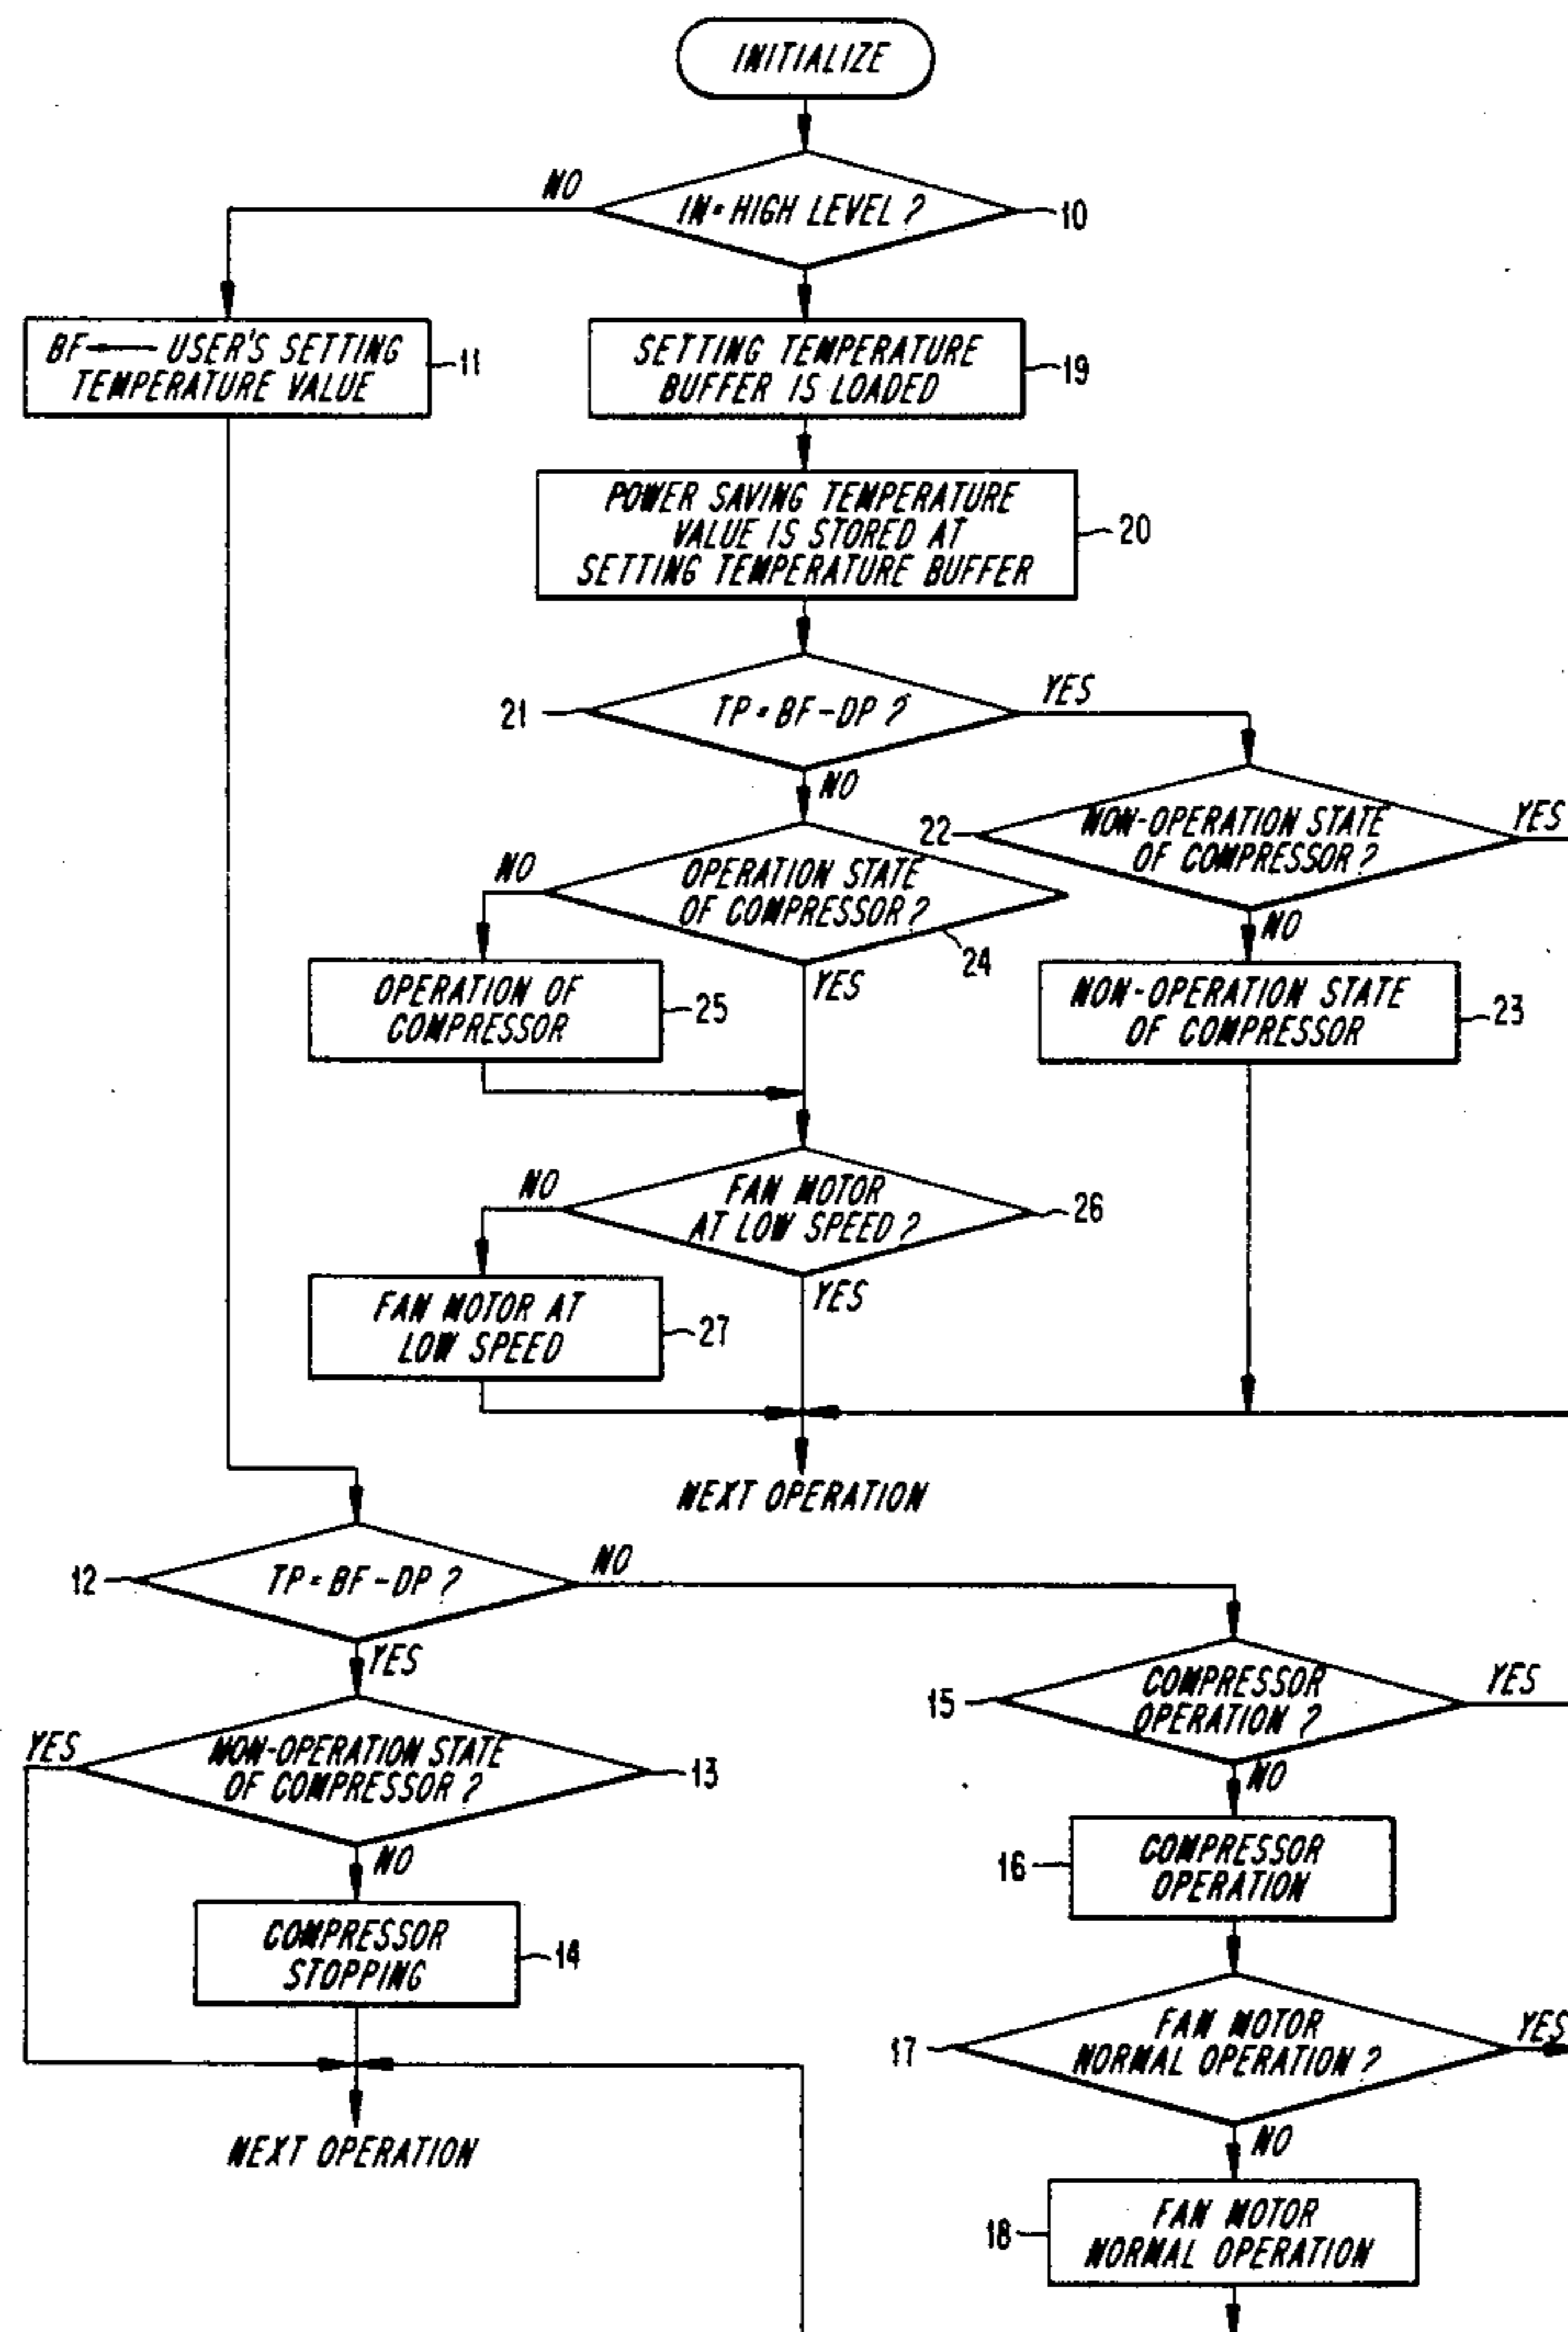 INITIALIZE
NO
IN=HIGH LEVEL ?
10
BF ← USER'S SETTING
TEMPERATURE VALUE
11
SETTING TEMPERATURE
BUFFER IS LOADED
19
POWER SAVING TEMPERATURE
VALUE IS STORED AT
SETTING TEMPERATURE BUFFER
20
21
TP=BF-DP ?
YES
NO
22
NON-OPERATION STATE
OF COMPRESSOR ?
YES
NO
NO
OPERATION STATE
OF COMPRESSOR ?
24
YES
OPERATION OF
COMPRESSOR
25
NON-OPERATION STATE
OF COMPRESSOR
23
NO
FAN MOTOR
AT LOW SPEED ?
26
YES
FAN MOTOR AT
LOW SPEED
27
NEXT OPERATION
12
TP=BF-DP ?
NO
YES
15
COMPRESSOR
OPERATION ?
YES
NO
YES
NON-OPERATION STATE
OF COMPRESSOR ?
13
NO
16
COMPRESSOR
OPERATION
COMPRESSOR
STOPPING
14
17
FAN MOTOR
NORMAL OPERATION ?
YES
NO
NEXT OPERATION
18
FAN MOTOR
NORMAL OPERATION